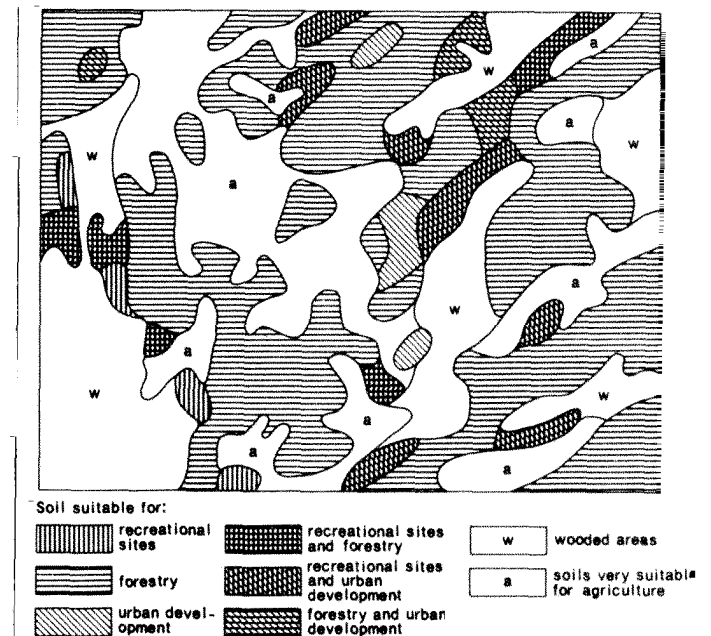 a
w
a
a
w
w
a
a
w
a
w
w
a
a
a
Soil suitable for:
recreational
sites
forestry
urban devel-
opment
recreational sites
and forestry
recreational sites
and urban
development
forestry and urban
development
w
wooded areas
a
soils very suitable
for agriculture